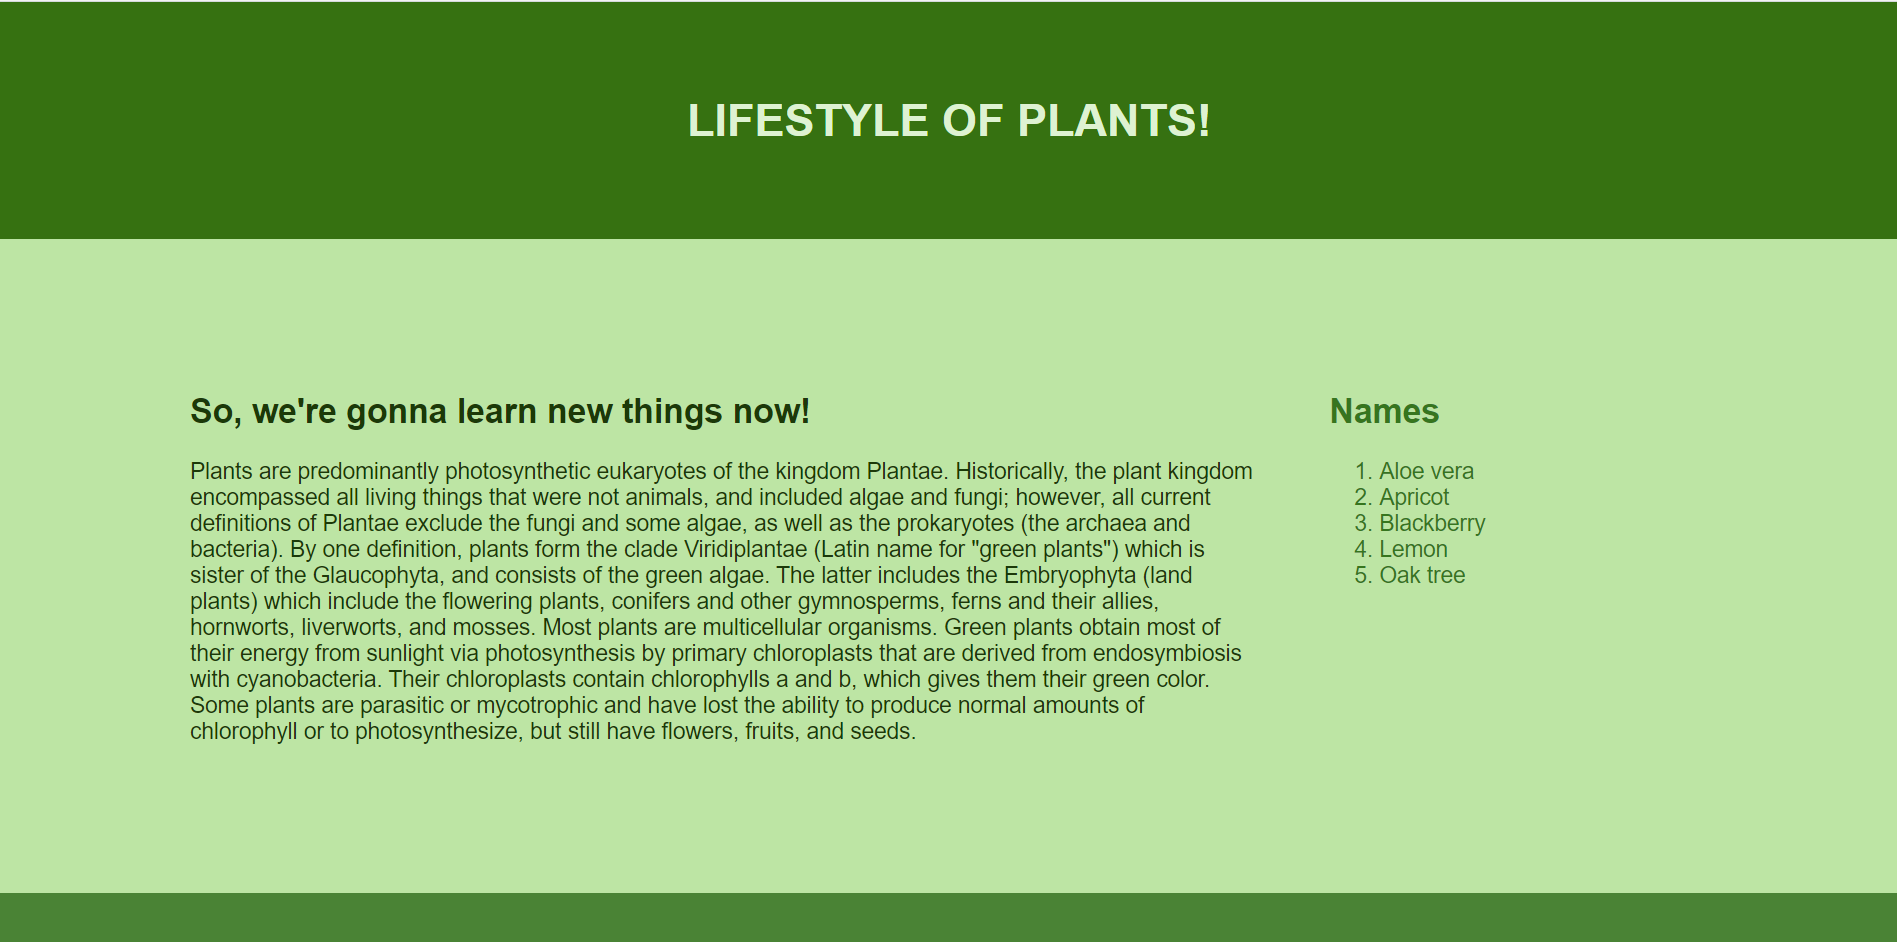 LIFESTYLE OF PLANTS!
So, we're gonna learn new things now!
Plants are predominantly photosynthetic eukaryotes of the kingdom Plantae. Historically, the plant kingdom
encompassed all living things that were not animals, and included algae and fungi; however, all current
definitions of Plantae exclude the fungi and some algae, as well as the prokaryotes (the archaea and
bacteria). By one definition, plants form the clade Viridiplantae (Latin name for "green plants") which is
sister of the Glaucophyta, and consists of the green algae. The latter includes the Embryophyta (land
plants) which include the flowering plants, conifers and other gymnosperms, ferns and their allies,
hornworts, liverworts, and mosses. Most plants are multicellular organisms. Green plants obtain most of
their energy from sunlight via photosynthesis by primary chloroplasts that are derived from endosymbiosis
with cyanobacteria. Their chloroplasts contain chlorophylls a and b, which gives them their green color.
Some plants are parasitic or mycotrophic and have lost the ability to produce normal amounts of
chlorophyll or to photosynthesize, but still have flowers, fruits, and seeds.
Names
1. Aloe vera
2. Apricot
3. Blackberry
4. Lemon
5. Oak tree